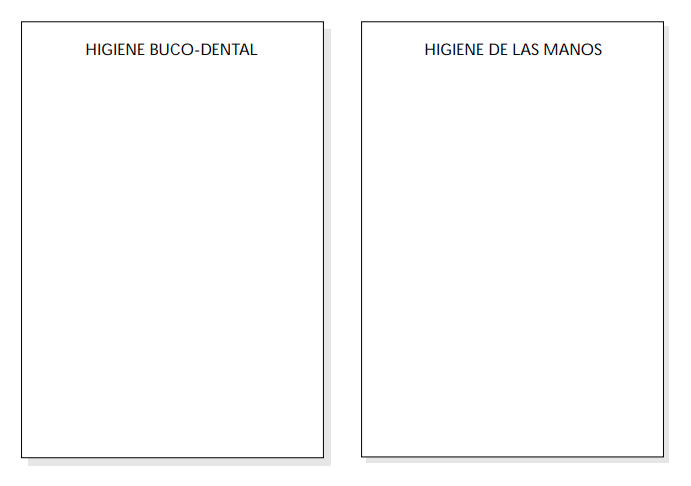 HIGIENE BUCO-DENTAL
HIGIENE DE LAS MANOS